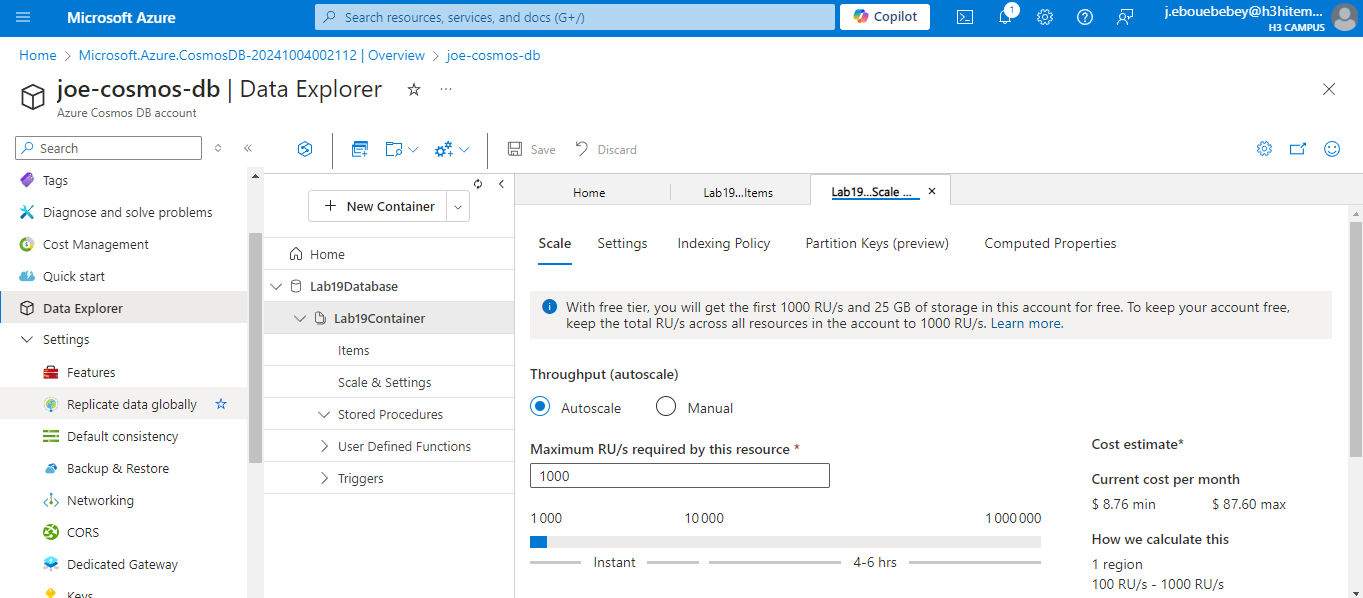 Microsoft Azure
Search resources, services, and docs (G+/)
Copilot
1
j.ebouebebey@h3hitem...
H3 CAMPUS
Home > Microsoft.Azure.CosmosDB-20241004002112 | Overview > joe-cosmos-db
joe-cosmos-db | Data Explorer
Azure Cosmos DB account
Search
Save
Discard
Tags
Diagnose and solve problems
Cost Management
Quick start
Data Explorer
Settings
Features
Replicate data globally
Default consistency
Backup & Restore
Networking
CORS
Dedicated Gateway
Keys
New Container
Home
Lab19Database
Lab19Container
Items
Scale & Settings
Stored Procedures
User Defined Functions
Triggers
Home
Lab19...Items
Lab19...Scale ...
Scale
Settings
Indexing Policy
Partition Keys (preview)
Computed Properties
With free tier, you will get the first 1000 RU/s and 25 GB of storage in this account for free. To keep your account free,
keep the total RU/s across all resources in the account to 1000 RU/s. Learn more.
Throughput (autoscale)
Autoscale
Manual
Maximum RU/s required by this resource *
1000
1 000
10 000
1 000 000
Instant
4-6 hrs
Cost estimate*
Current cost per month
$ 8.76 min
$ 87.60 max
How we calculate this
1 region
100 RU/s - 1000 RU/s